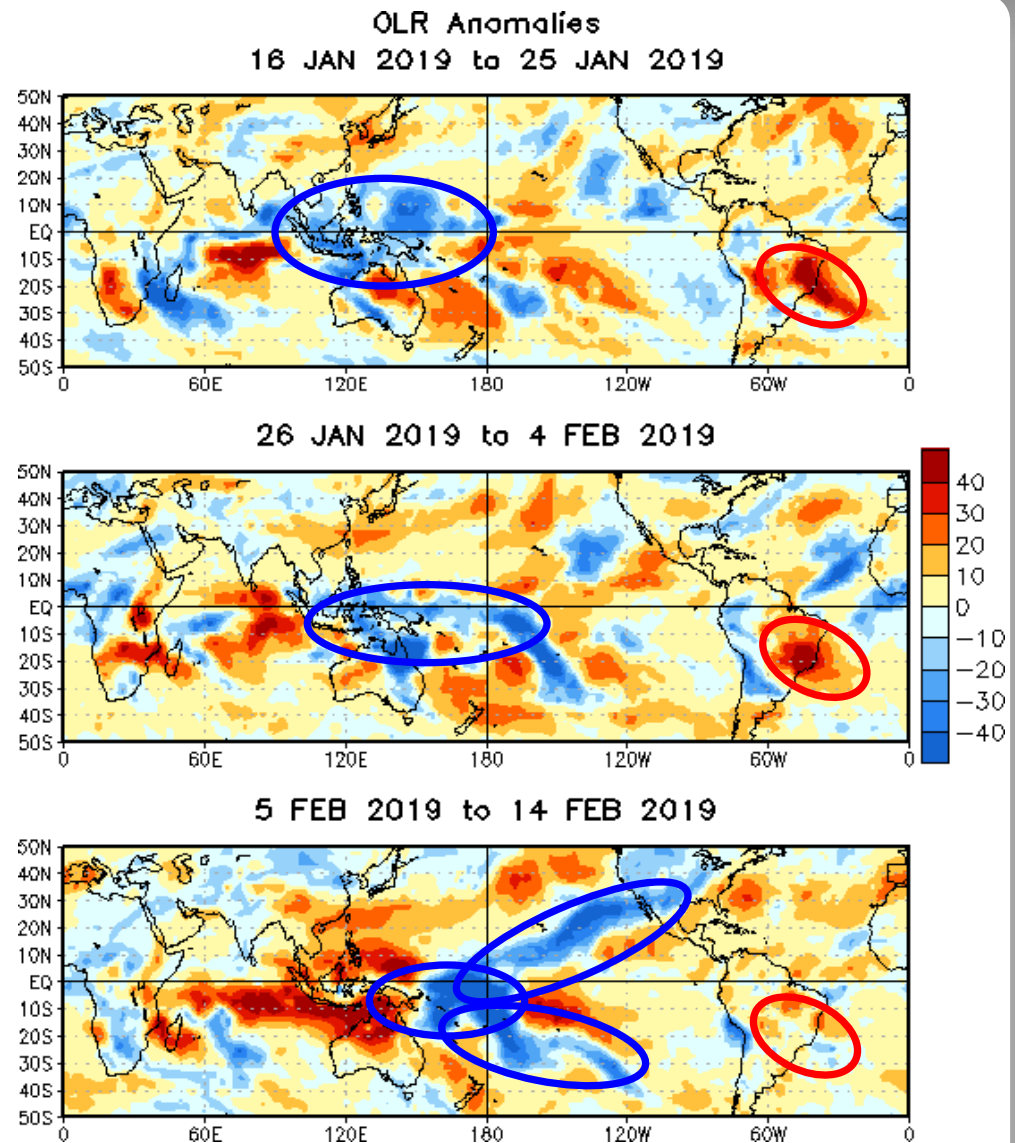 OLR Anomalies
16 JAN 2019 to 25 JAN 2019
50N
40N
30N
20N
10N
EQ
10S
20S
30S
40S
50S
0 60E 120E 180 120W 60W 0
26 JAN 2019 to 4 FEB 2019
50N
40N
30N
20N
10N
EQ
10S
20S
30S
40S
50S
0 60E 120E 180 120W 60W 0
40
30
20
10
0
-10
-20
-30
-40
5 FEB 2019 to 14 FEB 2019
50N
40N
30N
20N
10N
EQ
10S
20S
30S
40S
50S
0 60E 120E 180 120W 60W 0